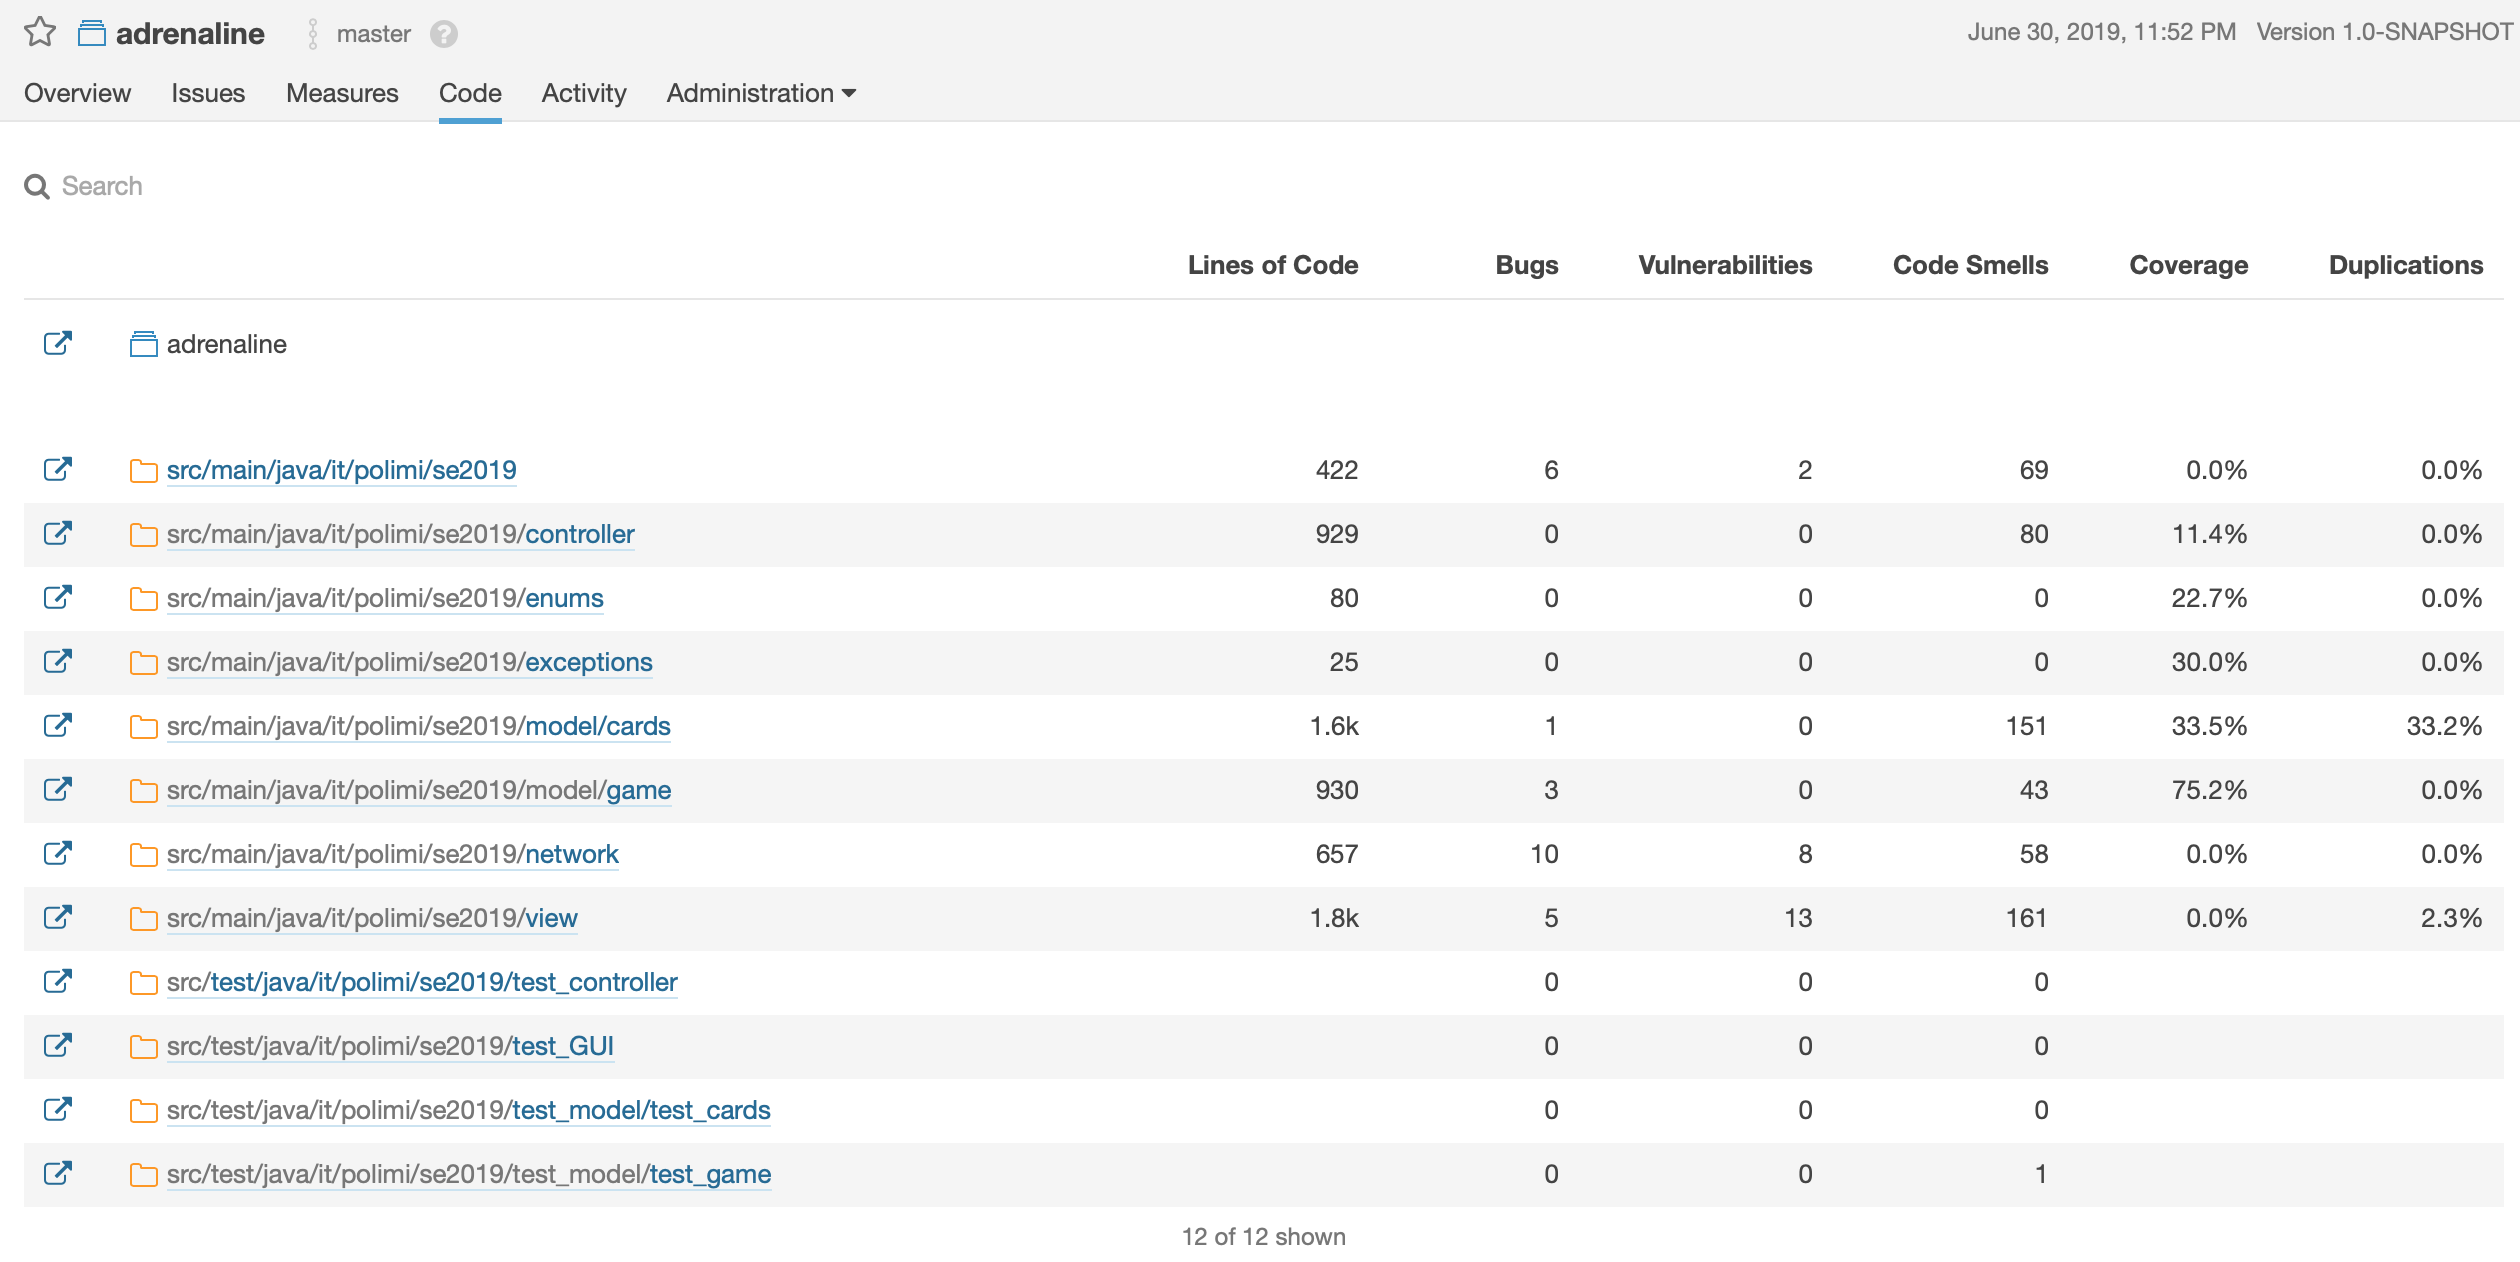 adrenaline master ? June 30, 2019, 11:52 PM Version 1.0-SNAPSHOT
Overview Issues Measures Code Activity Administration
Search
Lines of Code Bugs Vulnerabilities Code Smells Coverage Duplications
adrenaline
src/main/java/it/polimi/se2019 422 6 2 69 0.0% 0.0%
src/main/java/it/polimi/se2019/controller 929 0 0 80 11.4% 0.0%
src/main/java/it/polimi/se2019/enums 80 0 0 0 22.7% 0.0%
src/main/java/it/polimi/se2019/exceptions 25 0 0 0 30.0% 0.0%
src/main/java/it/polimi/se2019/model/cards 1.6k 1 0 151 33.5% 33.2%
src/main/java/it/polimi/se2019/model/game 930 3 0 43 75.2% 0.0%
src/main/java/it/polimi/se2019/network 657 10 8 58 0.0% 0.0%
src/main/java/it/polimi/se2019/view 1.8k 5 13 161 0.0% 2.3%
src/test/java/it/polimi/se2019/test_controller 0 0 0
src/test/java/it/polimi/se2019/test_GUI 0 0 0
src/test/java/it/polimi/se2019/test_model/test_cards 0 0 0
src/test/java/it/polimi/se2019/test_model/test_game 0 0 1
12 of 12 shown